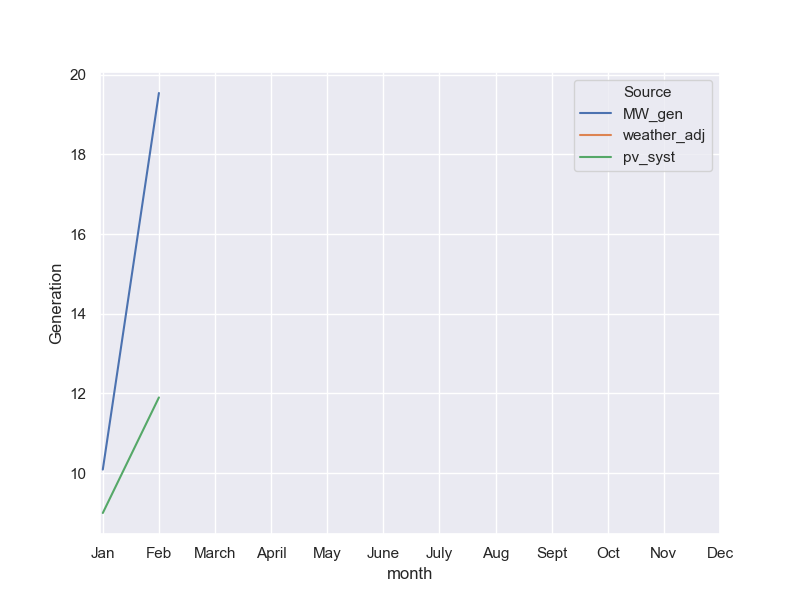 20
18
16
14
12
10
Generation
Source
MW_gen
weather_adj
pv_syst
Jan Feb March April May June July Aug Sept Oct Nov Dec
month